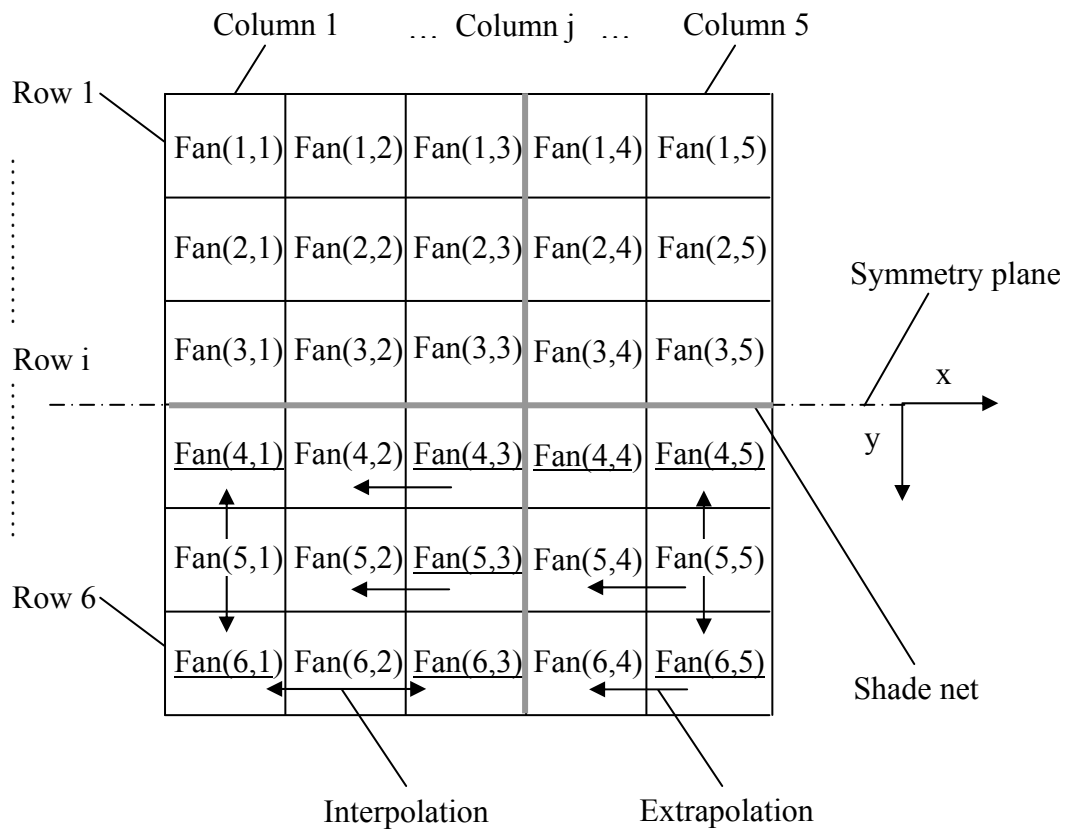 Column 1 … Column j … Column 5
Row 1
Fan(1,1) Fan(1,2) Fan(1,3) Fan(1,4) Fan(1,5)
Fan(2,1) Fan(2,2) Fan(2,3) Fan(2,4) Fan(2,5)
Symmetry plane
Row i
Fan(3,1) Fan(3,2) Fan(3,3) Fan(3,4) Fan(3,5)
x
y
Fan(4,1) Fan(4,2) Fan(4,3) Fan(4,4) Fan(4,5)
Fan(5,1) Fan(5,2) Fan(5,3) Fan(5,4) Fan(5,5)
Row 6
Fan(6,1) Fan(6,2) Fan(6,3) Fan(6,4) Fan(6,5)
Shade net
Interpolation Extrapolation